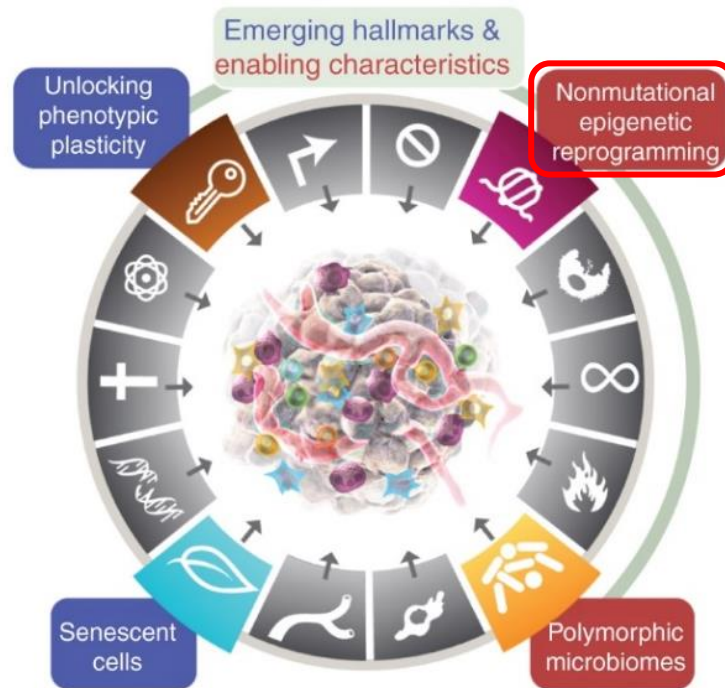 Emerging hallmarks &
enabling characteristics
Unlocking
phenotypic
plasticity
Nonmutational
epigenetic
reprogramming
Senescent
cells
Polymorphic
microbiomes